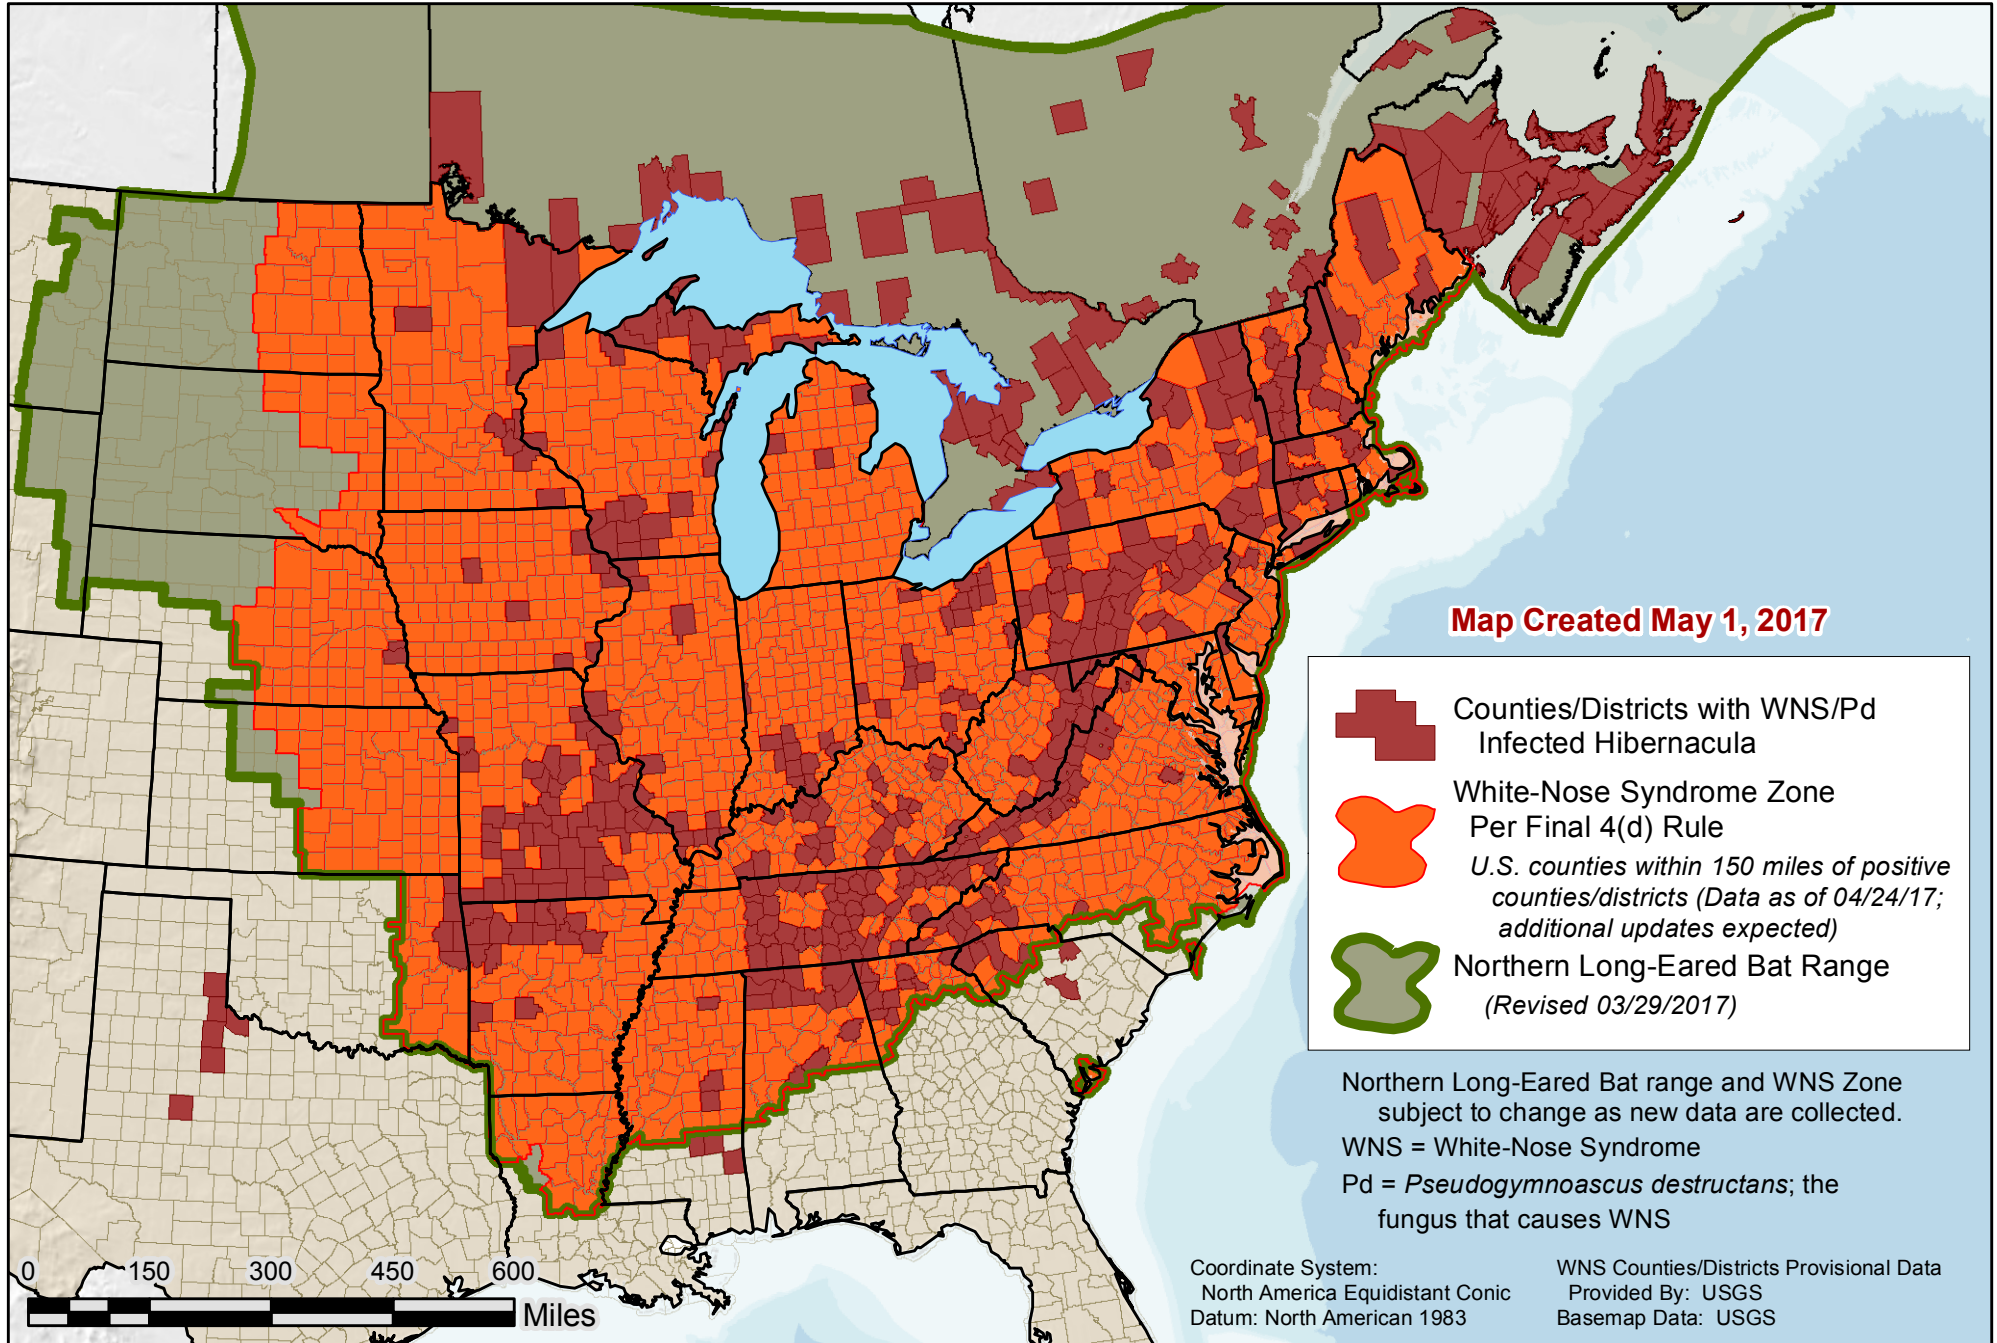 Map Created May 1, 2017
Counties/Districts with WNS/Pd
Infected Hibernacula
White-Nose Syndrome Zone
Per Final 4(d) Rule
U.S. counties within 150 miles of positive
counties/districts (Data as of 04/24/17;
additional updates expected)
Northern Long-Eared Bat Range
(Revised 03/29/2017)
Northern Long-Eared Bat range and WNS Zone
subject to change as new data are collected.
WNS = White-Nose Syndrome
Pd = Pseudogymnoascus destructans; the
fungus that causes WNS
0 150 300 450 600
Miles
Coordinate System:
North America Equidistant Conic
Datum: North American 1983
WNS Counties/Districts Provisional Data
Provided By: USGS
Basemap Data: USGS